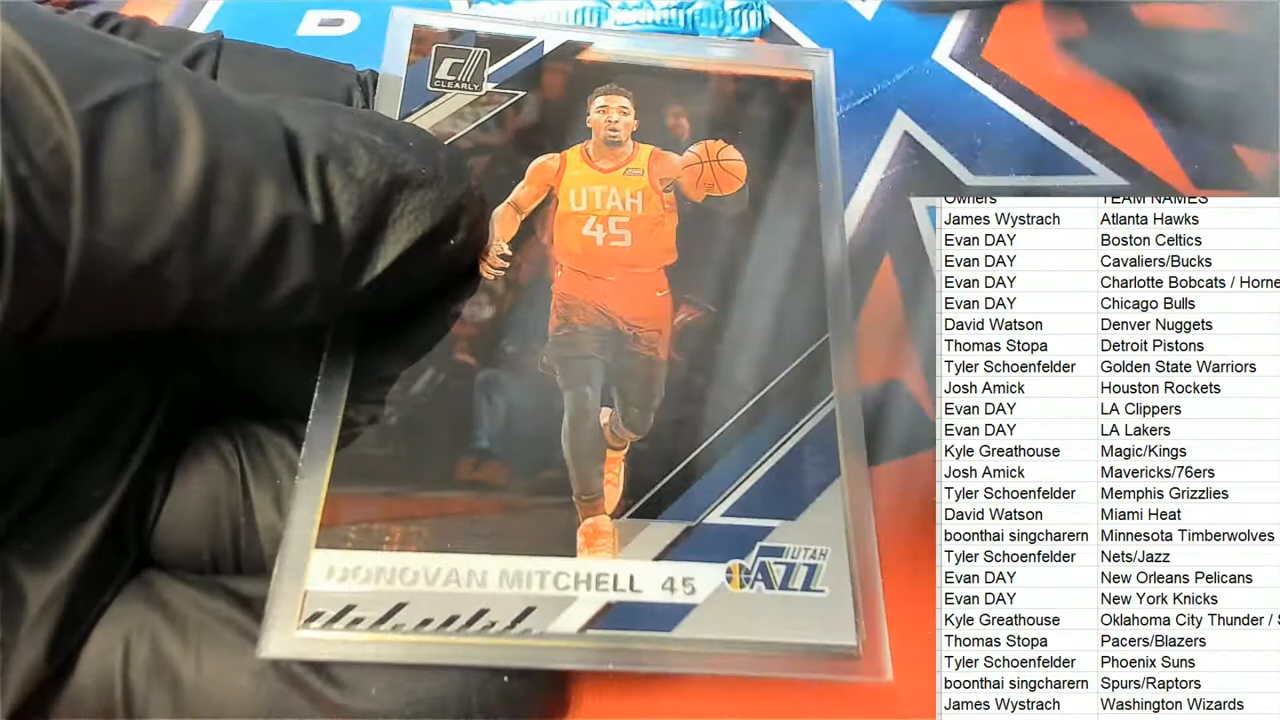 D
CLEARLY
UTAH
45
DONOVAN MITCHELL 45
UTAH
JAZZ
Owners TEAM NAMES
James Wystrach Atlanta Hawks
Evan DAY Boston Celtics
Evan DAY Cavaliers/Bucks
Evan DAY Charlotte Bobcats / Horne
Evan DAY Chicago Bulls
David Watson Denver Nuggets
Thomas Stopa Detroit Pistons
Tyler Schoenfelder Golden State Warriors
Josh Amick Houston Rockets
Evan DAY LA Clippers
Evan DAY LA Lakers
Kyle Greathouse Magic/Kings
Josh Amick Mavericks/76ers
Tyler Schoenfelder Memphis Grizzlies
David Watson Miami Heat
boonthai singcharern Minnesota Timberwolves
Tyler Schoenfelder Nets/Jazz
Evan DAY New Orleans Pelicans
Evan DAY New York Knicks
Kyle Greathouse Oklahoma City Thunder /
Thomas Stopa Pacers/Blazers
Tyler Schoenfelder Phoenix Suns
boonthai singcharern Spurs/Raptors
James Wystrach Washington Wizards